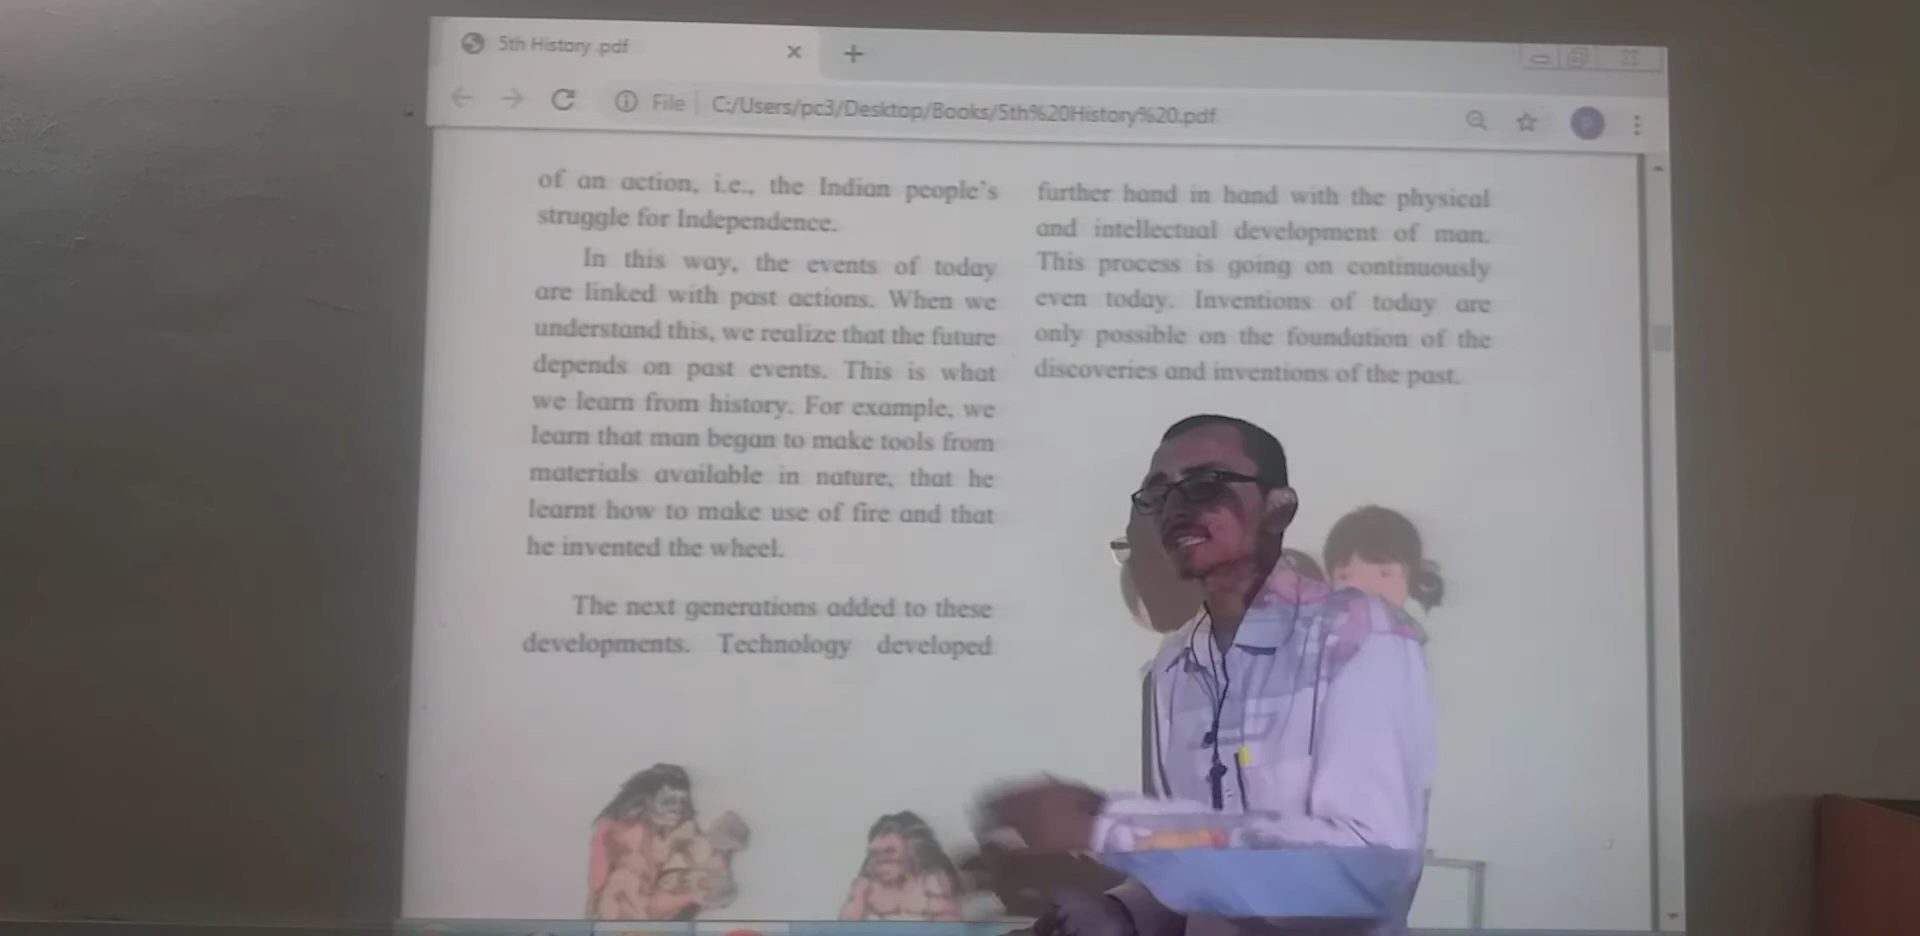 5th History .pdf
File C:/Users/pc3/Desktop/Books/5th%20History%20.pdf
of an action, i.e., the Indian people's
struggle for Independence.
In this way, the events of today
are linked with past actions. When we
understand this, we realize that the future
depends on past events. This is what
we learn from history. For example, we
learn that man began to make tools from
materials available in nature, that he
learnt how to make use of fire and that
he invented the wheel.
The next generations added to these
developments. Technology developed
further hand in hand with the physical
and intellectual development of man.
This process is going on continuously
even today. Inventions of today are
only possible on the foundation of the
discoveries and inventions of the past.